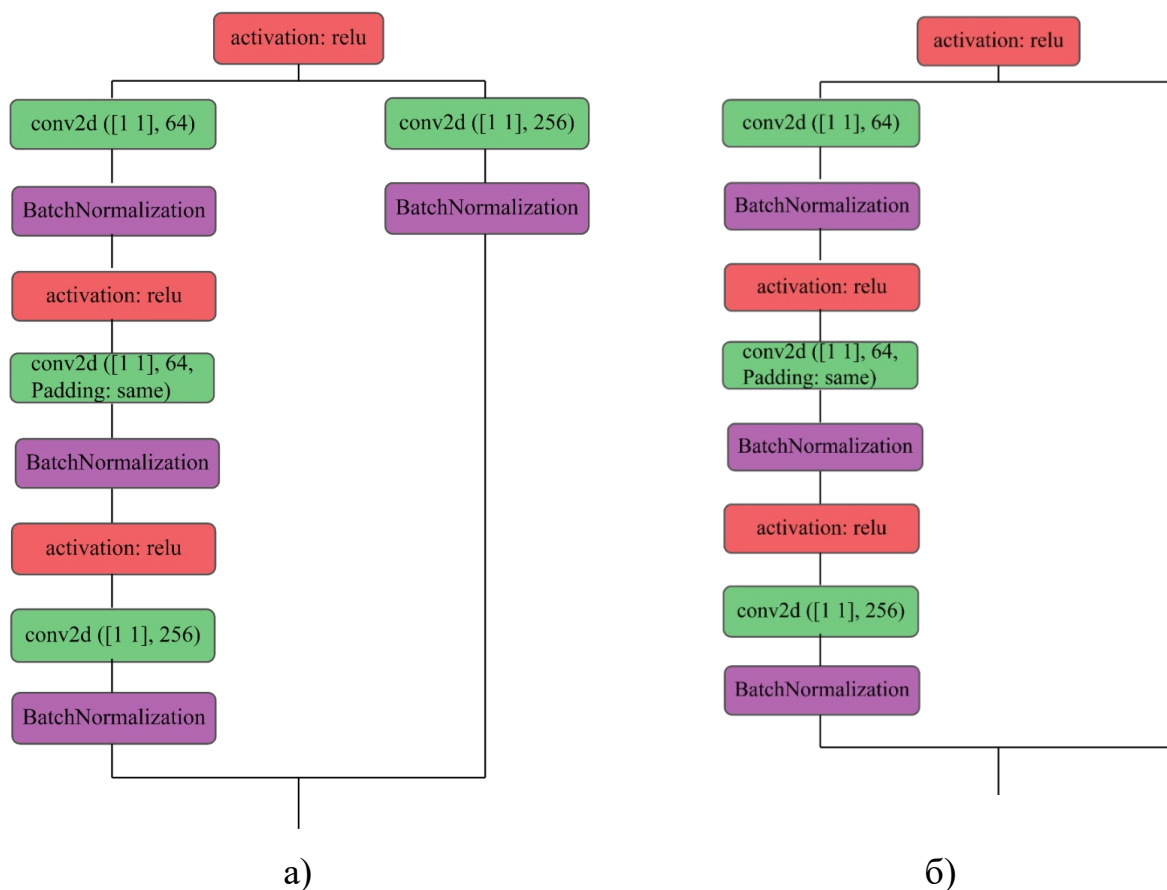 activation: relu
conv2d ([1 1], 64)
conv2d ([1 1], 256)
BatchNormalization
BatchNormalization
activation: relu
conv2d ([1 1], 64,
Padding: same)
BatchNormalization
activation: relu
conv2d ([1 1], 256)
BatchNormalization
а)
activation: relu
conv2d ([1 1], 64)
BatchNormalization
activation: relu
conv2d ([1 1], 64,
Padding: same)
BatchNormalization
activation: relu
conv2d ([1 1], 256)
BatchNormalization
б)